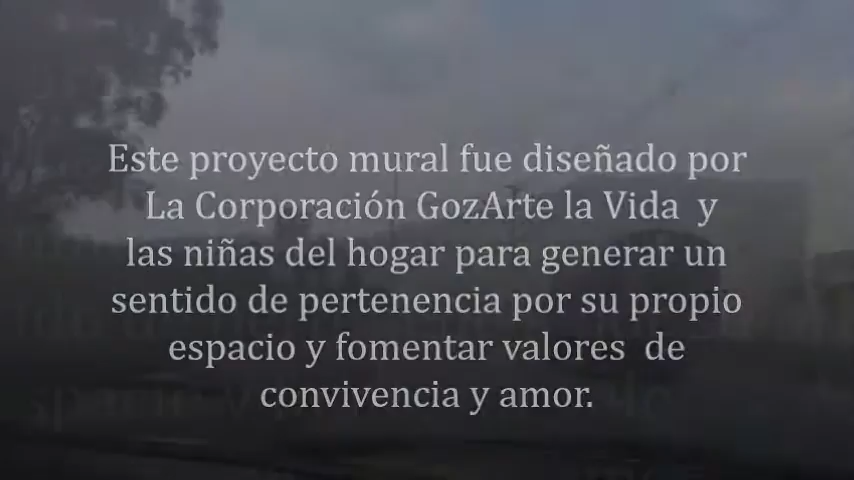 Este proyecto mural fue diseñado por
La Corporación GozArte la Vida y
las niñas del hogar para generar un
sentido de pertenencia por su propio
espacio y fomentar valores de
convivencia y amor.